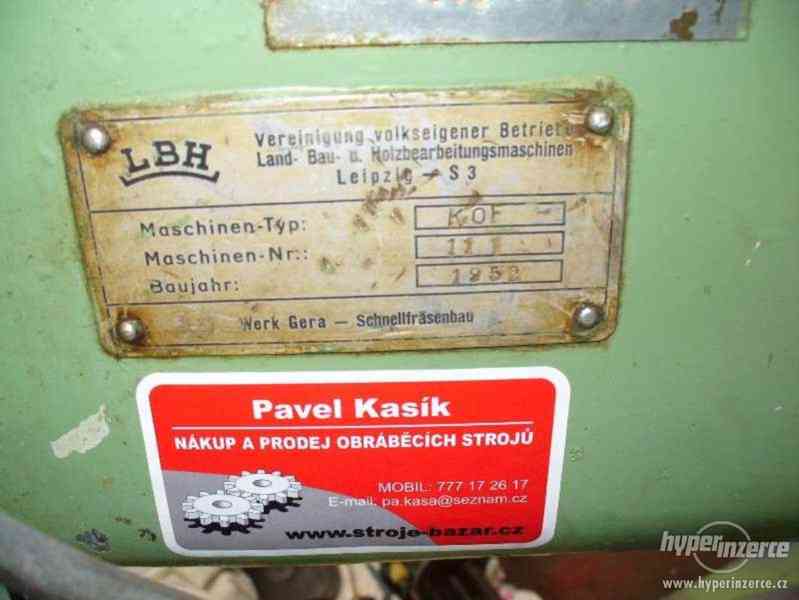 LBH
Vereinigung volkseigener Betriebe
Land- Bau- u. Holzbearbeitungsmaschinen
Leipzig - S 3
Maschinen-Typ: KOF
Maschinen-Nr.: 111
Baujahr: 1952
Werk Gera — Schnellfräsenbau
Pavel Kasík
NÁKUP A PRODEJ OBRÁBĚCÍCH STROJŮ
MOBIL: 777 17 26 17
E-mail: pa.kasa@seznam.cz
www.stroje-bazar.cz
hyperinzerce
www.hyperinzerce.cz